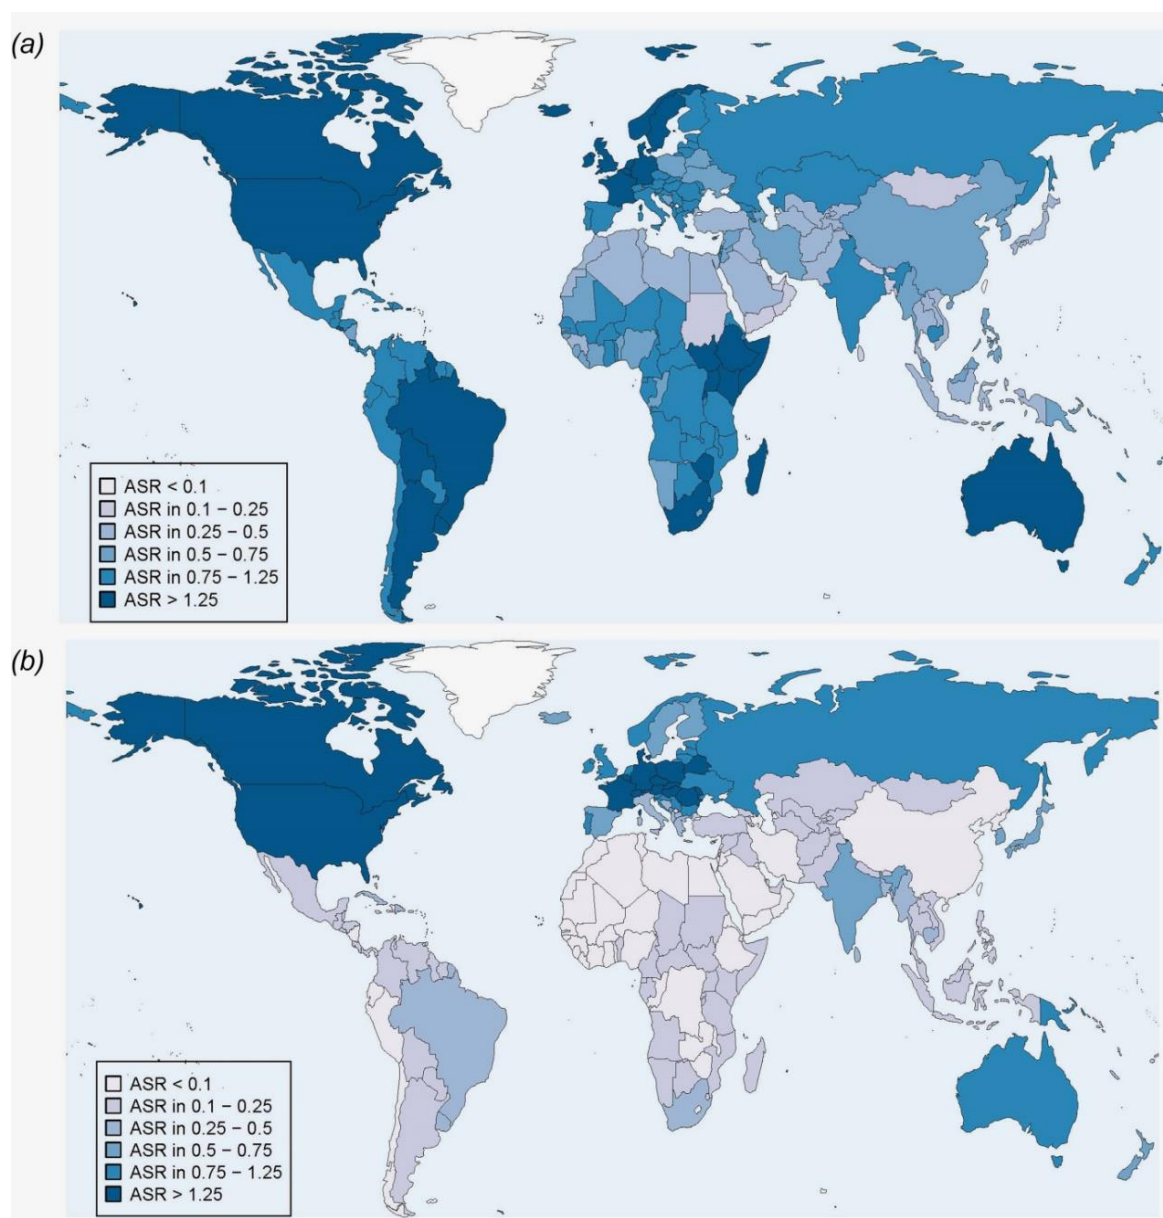 (a)
ASR < 0.1
ASR in 0.1 − 0.25
ASR in 0.25 − 0.5
ASR in 0.5 − 0.75
ASR in 0.75 − 1.25
ASR > 1.25
(b)
ASR < 0.1
ASR in 0.1 − 0.25
ASR in 0.25 − 0.5
ASR in 0.5 − 0.75
ASR in 0.75 − 1.25
ASR > 1.25